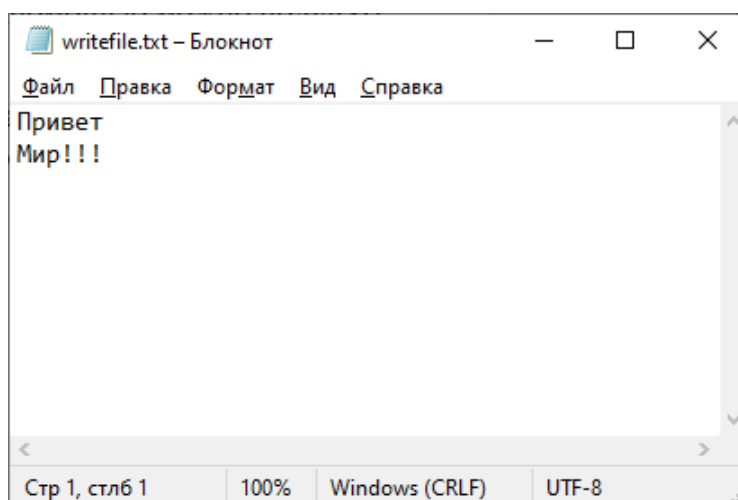 writefile.txt – Блокнот
Файл Правка Формат Вид Справка
Привет
Мир!!!
Стр 1, стлб 1 100% Windows (CRLF) UTF-8